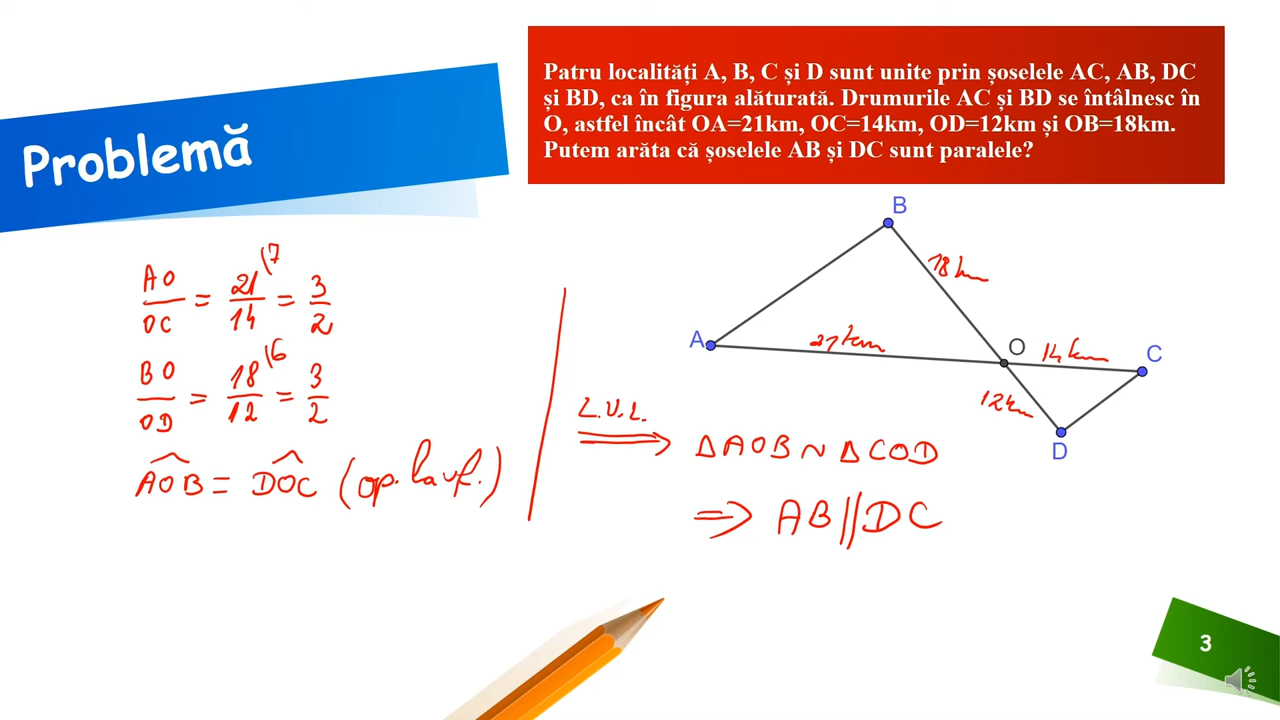 Problemă
Patru localități A, B, C și D sunt unite prin șoselele AC, AB, DC
și BD, ca în figura alăturată. Drumurile AC și BD se întâlnesc în
O, astfel încât OA=21km, OC=14km, OD=12km și OB=18km.
Putem arăta că șoselele AB și DC sunt paralele?
AO/OC = 21/14 (7 = 3/2
BO/OD = 18/12 (6 = 3/2
AOB = DOC (op. la vf.)
L.U.L.
ΔAOB ~ ΔCOD
=> AB // DC
B
18 km
A
21 km
O
14 km
C
12 km
D
3